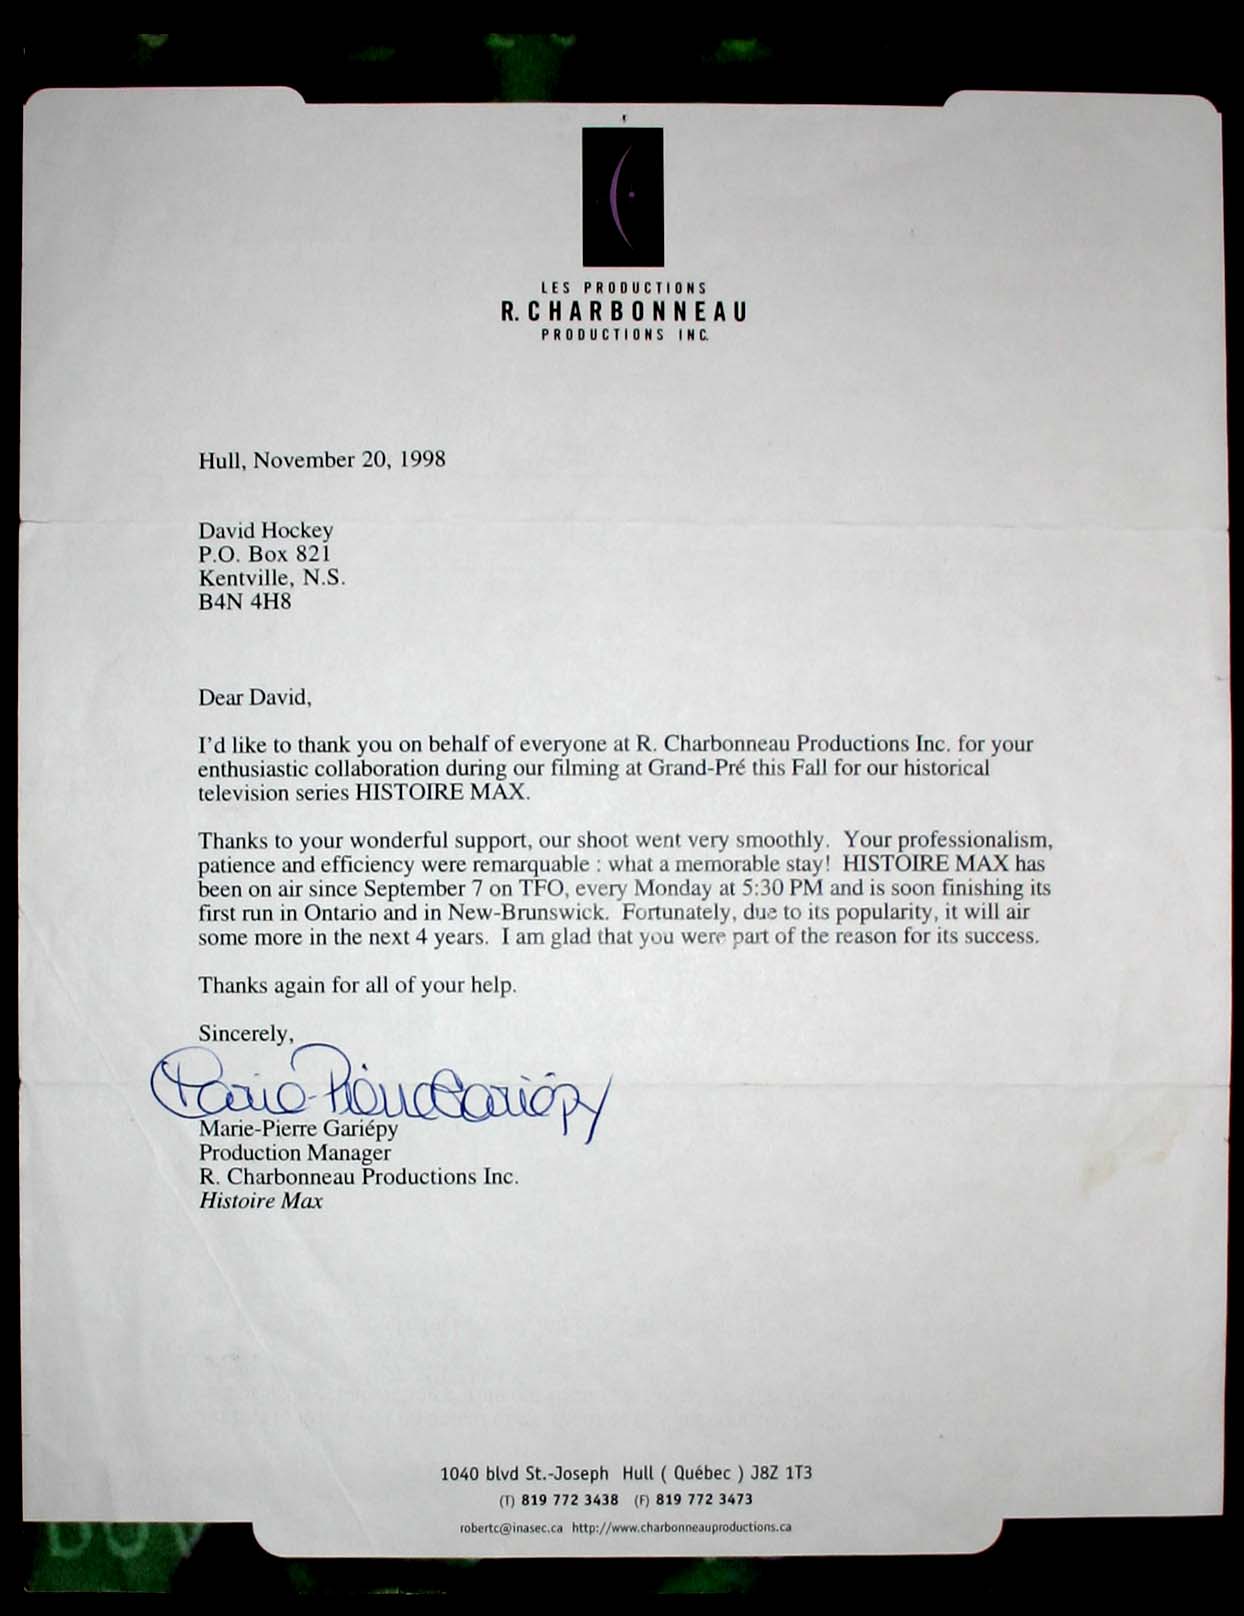 LES PRODUCTIONS
R. CHARBONNEAU
PRODUCTIONS INC.
Hull, November 20, 1998
David Hockey
P.O. Box 821
Kentville, N.S.
B4N 4H8
Dear David,
I'd like to thank you on behalf of everyone at R. Charbonneau Productions Inc. for your
enthusiastic collaboration during our filming at Grand-Pré this Fall for our historical
television series HISTOIRE MAX.
Thanks to your wonderful support, our shoot went very smoothly. Your professionalism,
patience and efficiency were remarquable : what a memorable stay! HISTOIRE MAX has
been on air since September 7 on TFO, every Monday at 5:30 PM and is soon finishing its
first run in Ontario and in New-Brunswick. Fortunately, due to its popularity, it will air
some more in the next 4 years. I am glad that you were part of the reason for its success.
Thanks again for all of your help.
Sincerely,
Marie-Pierre Gariépy
Marie-Pierre Gariépy
Production Manager
R. Charbonneau Productions Inc.
Histoire Max
1040 blvd St.-Joseph Hull ( Québec ) J8Z 1T3
(T) 819 772 3438 (F) 819 772 3473
robertc@inasec.ca http://www.charbonneauproductions.ca